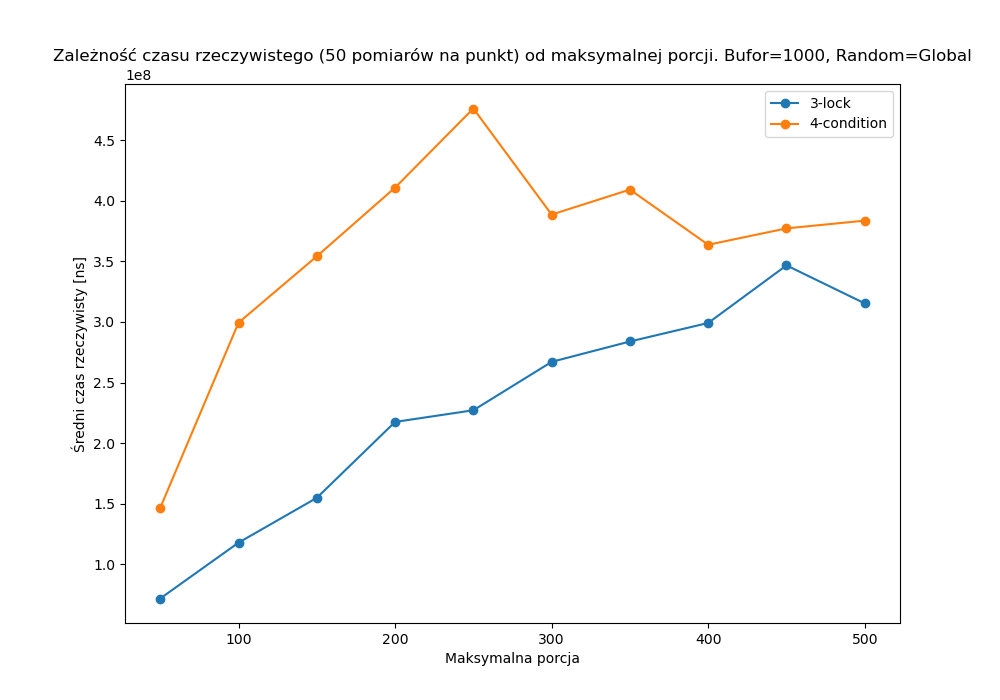 Zależność czasu rzeczywistego (50 pomiarów na punkt) od maksymalnej porcji. Bufor=1000, Random=Global
1e8
3-lock
4-condition
4.5
4.0
3.5
3.0
2.5
2.0
1.5
1.0
Średni czas rzeczywisty [ns]
100
200
300
400
500
Maksymalna porcja